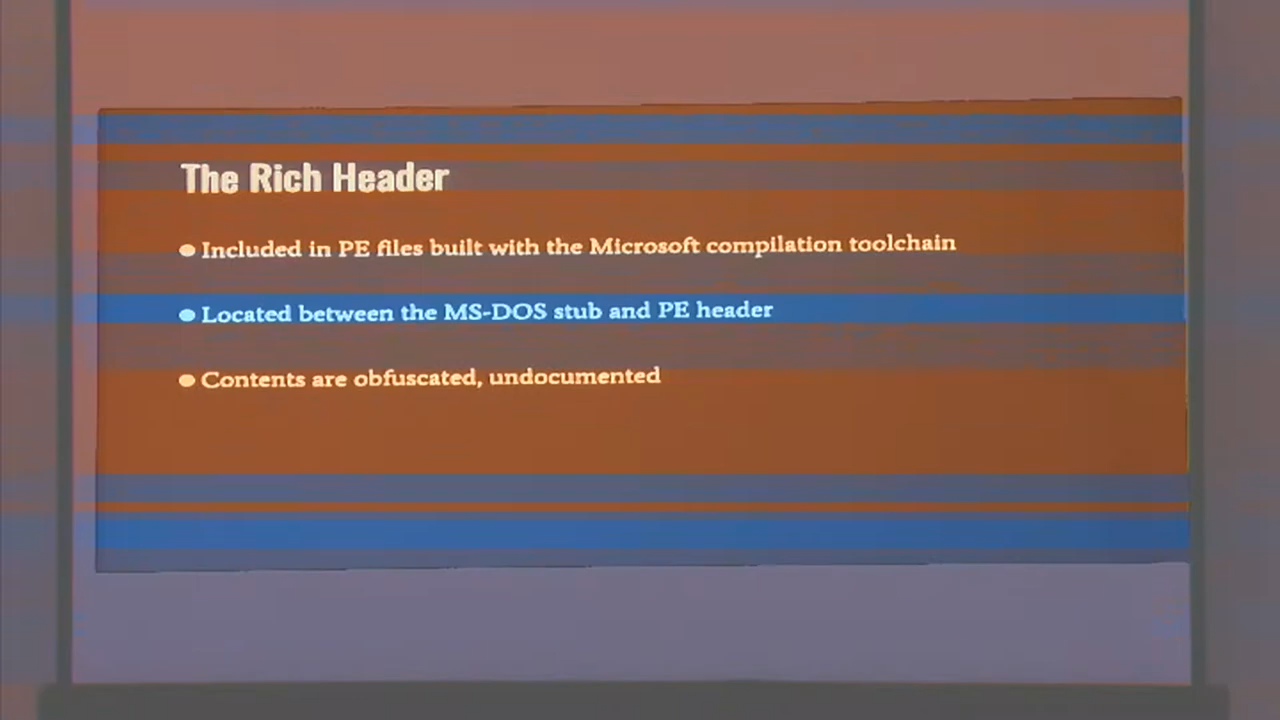 The Rich Header
● Included in PE files built with the Microsoft compilation toolchain
● Located between the MS-DOS stub and PE header
● Contents are obfuscated, undocumented